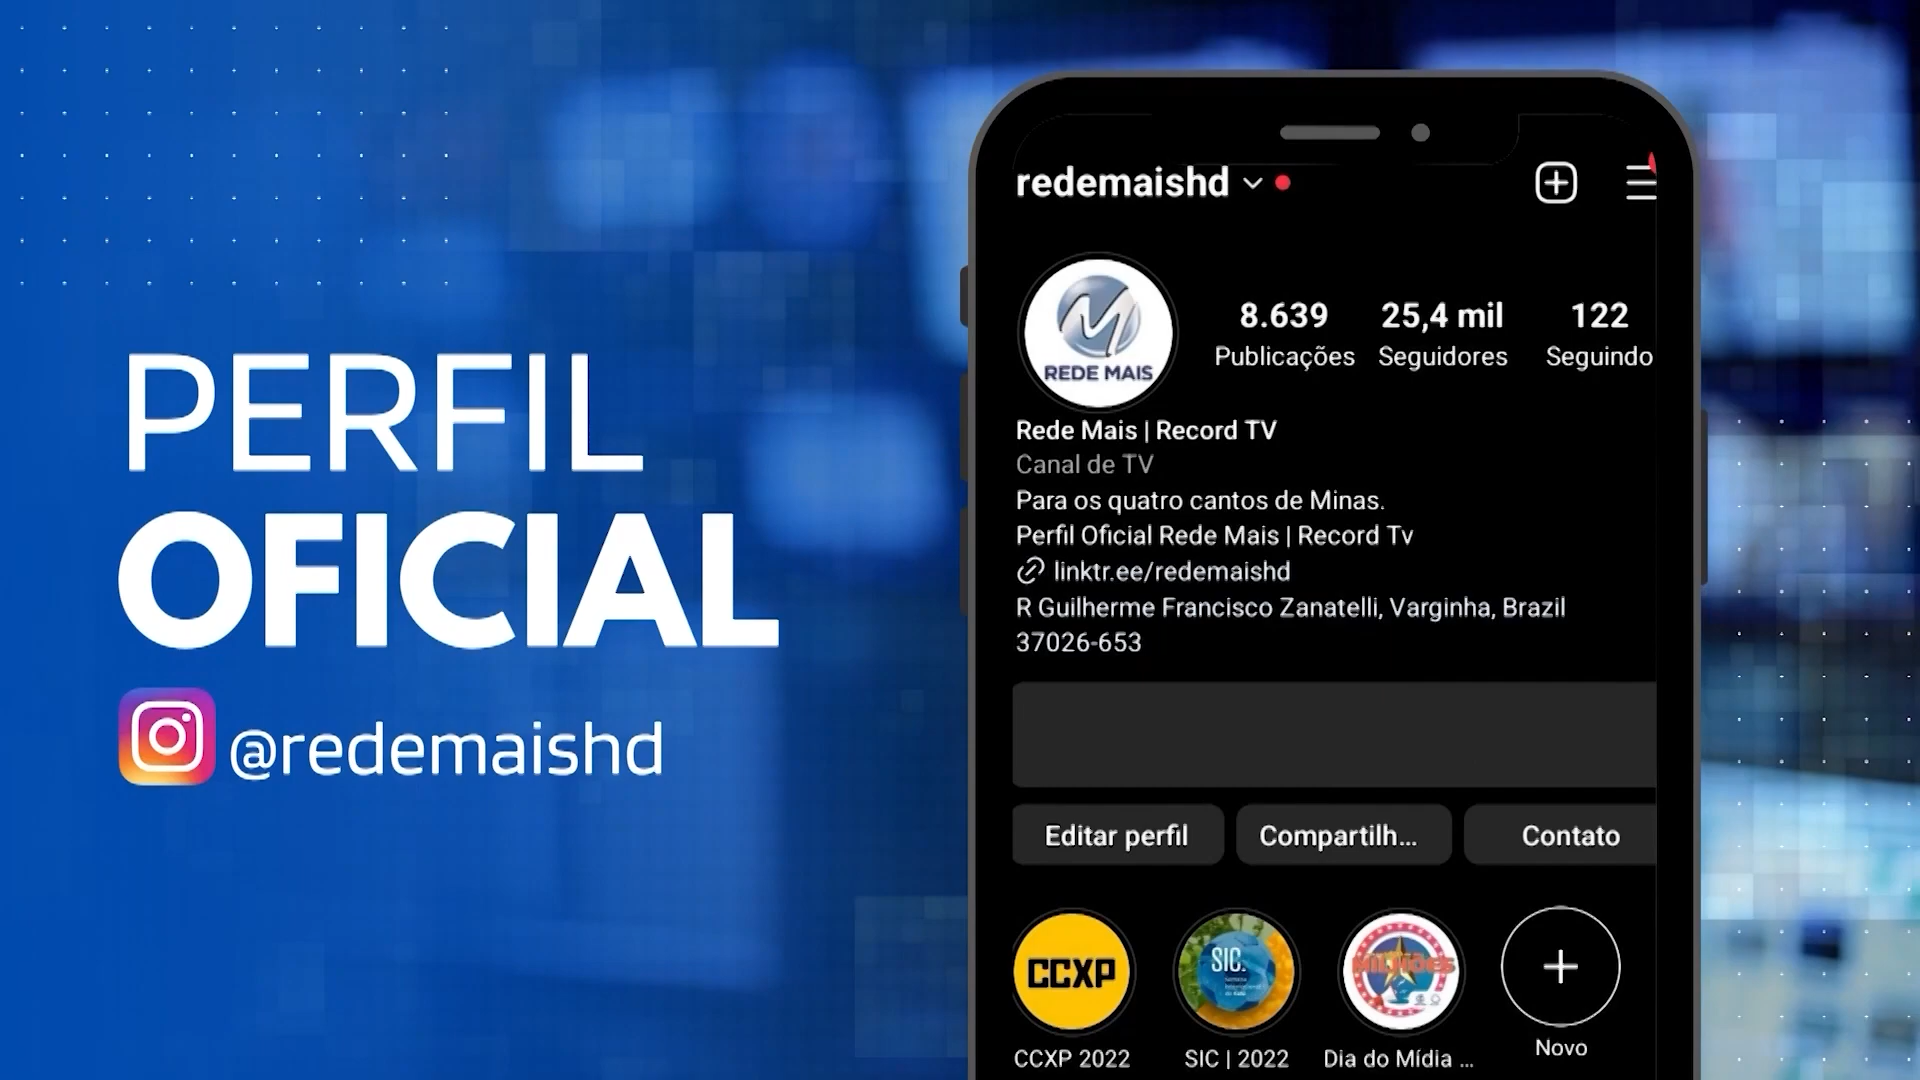 PERFIL
OFICIAL
@redemaishd
redemaishd
REDE MAIS
8.639
Publicações
25,4 mil
Seguidores
122
Seguindo
Rede Mais | Record TV
Canal de TV
Para os quatro cantos de Minas.
Perfil Oficial Rede Mais | Record Tv
linktr.ee/redemaishd
R Guilherme Francisco Zanatelli, Varginha, Brazil
37026-653
Editar perfil
Compartilh...
Contato
CCXP
SIC.
CCXP 2022
SIC | 2022
Dia do Mídia ...
Novo